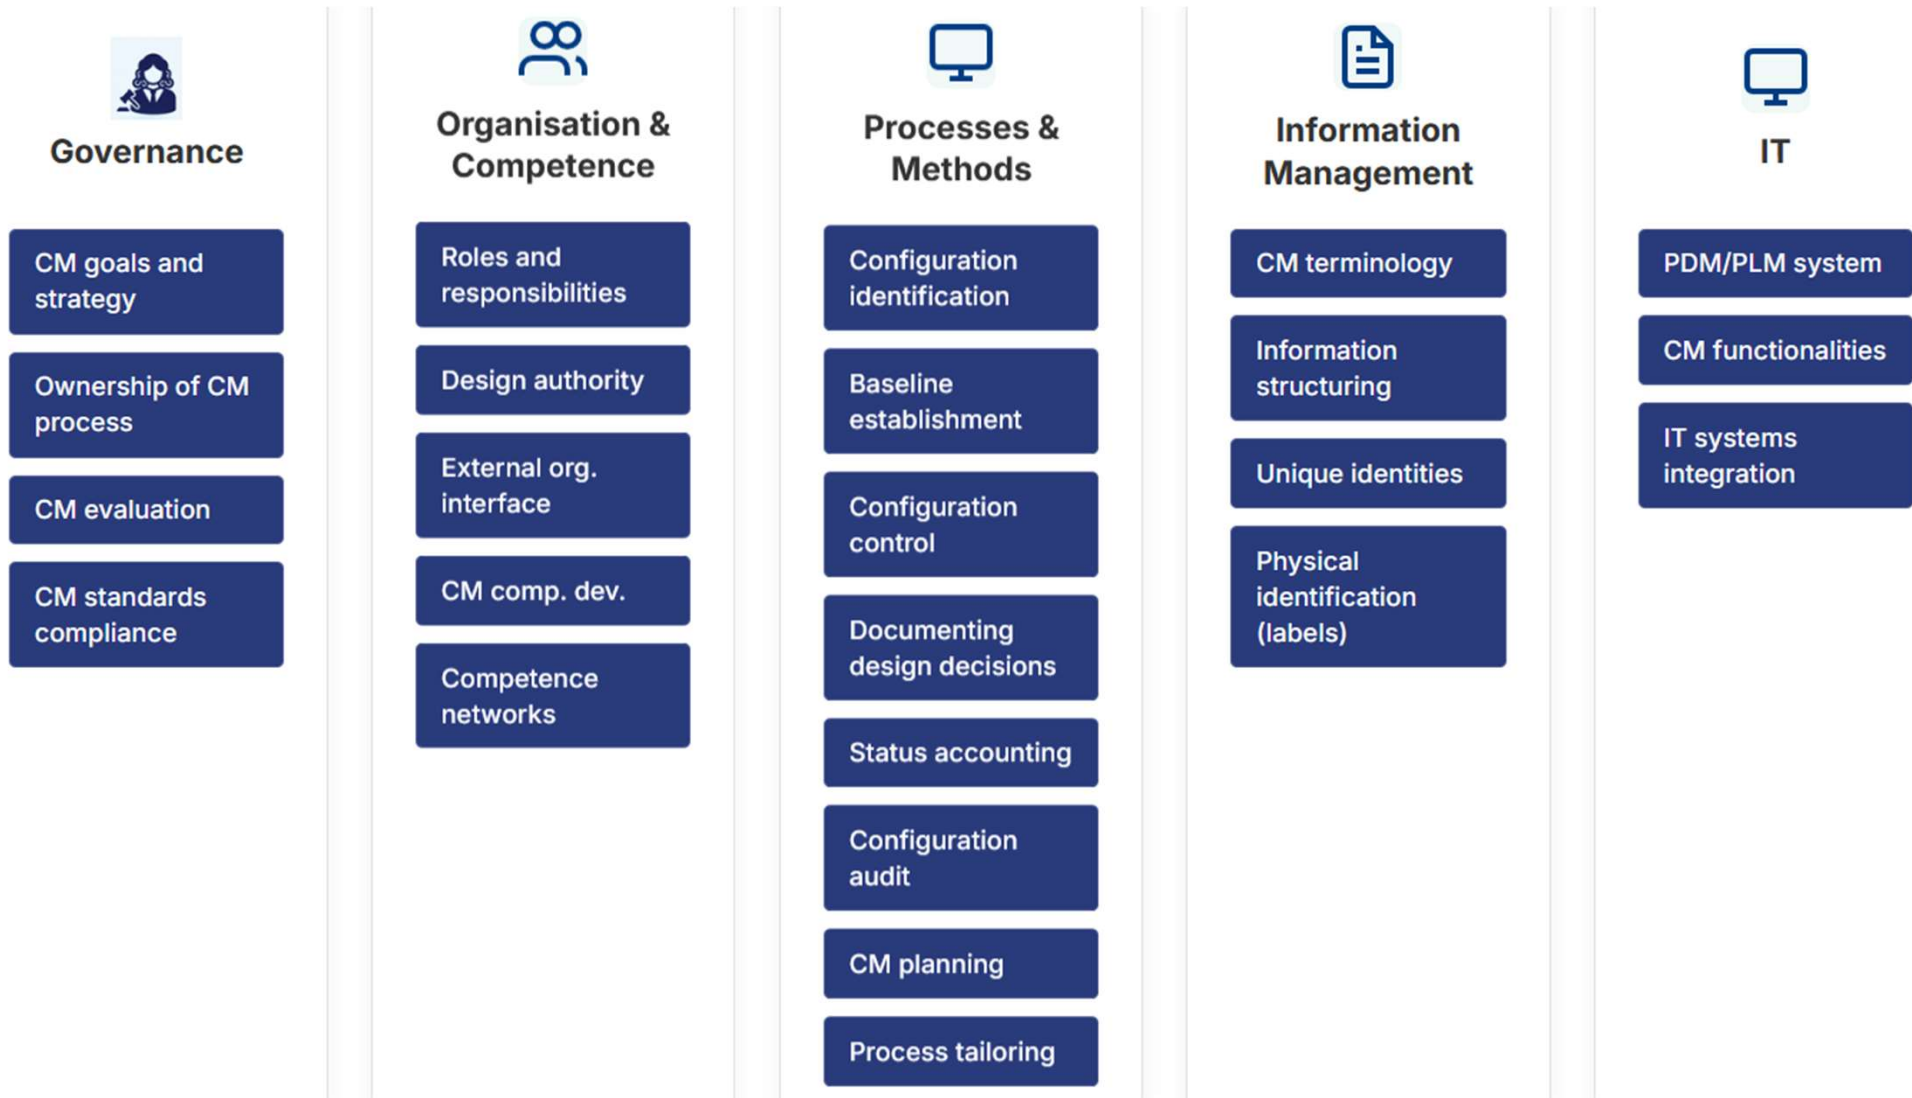 Governance
CM goals and
strategy
Ownership of CM
process
CM evaluation
CM standards
compliance
Organisation &
Competence
Roles and
responsibilities
Design authority
External org.
interface
CM comp. dev.
Competence
networks
Processes &
Methods
Configuration
identification
Baseline
establishment
Configuration
control
Documenting
design decisions
Status accounting
Configuration
audit
CM planning
Process tailoring
Information
Management
CM terminology
Information
structuring
Unique identities
Physical
identification
(labels)
IT
PDM/PLM system
CM functionalities
IT systems
integration